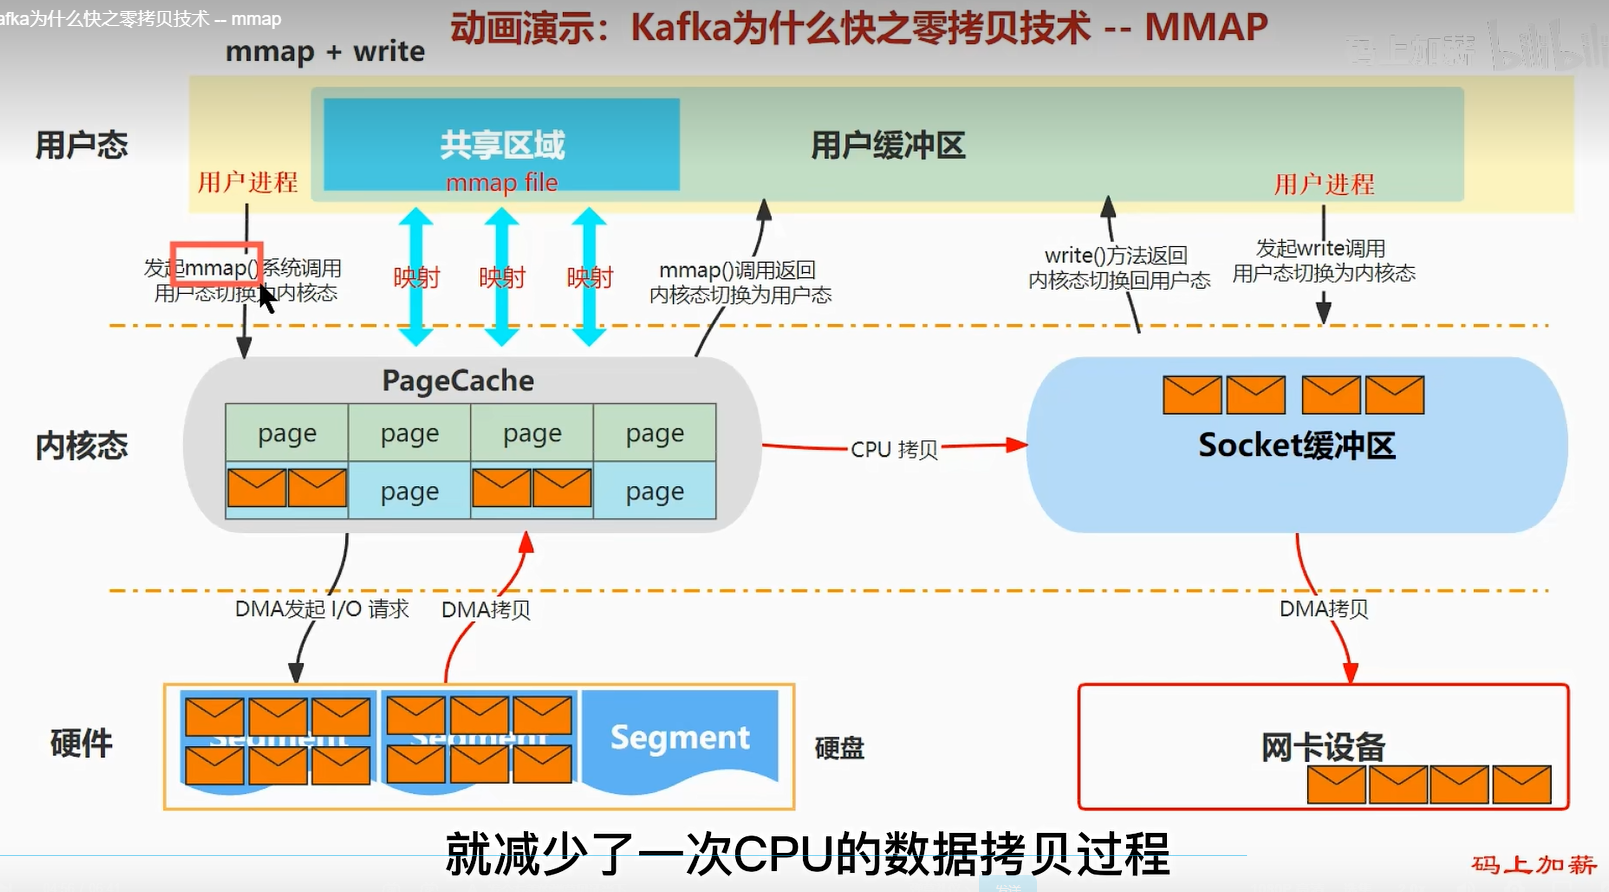 afka为什么快之零拷贝技术 -- mmap
动画演示：Kafka为什么快之零拷贝技术 -- MMAP
mmap + write
码上加薪 bilibili
用户态
共享区域
mmap file
用户缓冲区
用户进程
用户进程
发起mmap()系统调用
用户态切换为内核态
映射
映射
映射
mmap()调用返回
内核态切换为用户态
write()方法返回
内核态切换回用户态
发起write调用
用户态切换为内核态
内核态
PageCache
page
page
page
page
page
page
CPU 拷贝
Socket缓冲区
DMA发起 I/O 请求
DMA拷贝
DMA拷贝
硬件
Segment
Segment
Segment
硬盘
网卡设备
就减少了一次CPU的数据拷贝过程
码上加薪
发送